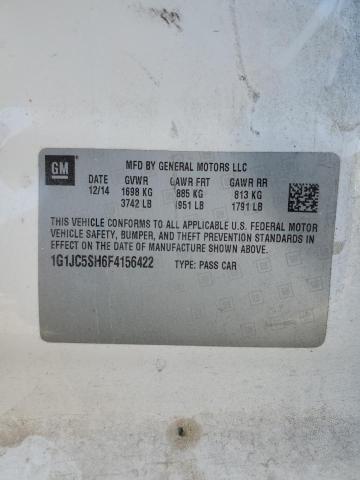 GM
MFD BY GENERAL MOTORS LLC
DATE GVWR GAWR FRT GAWR RR
12/14 1698 KG 885 KG 813 KG
3742 LB 1951 LB 1791 LB
THIS VEHICLE CONFORMS TO ALL APPLICABLE U.S. FEDERAL MOTOR
VEHICLE SAFETY, BUMPER, AND THEFT PREVENTION STANDARDS IN
EFFECT ON THE DATE OF MANUFACTURE SHOWN ABOVE.
1G1JC5SH6F4156422 TYPE: PASS CAR